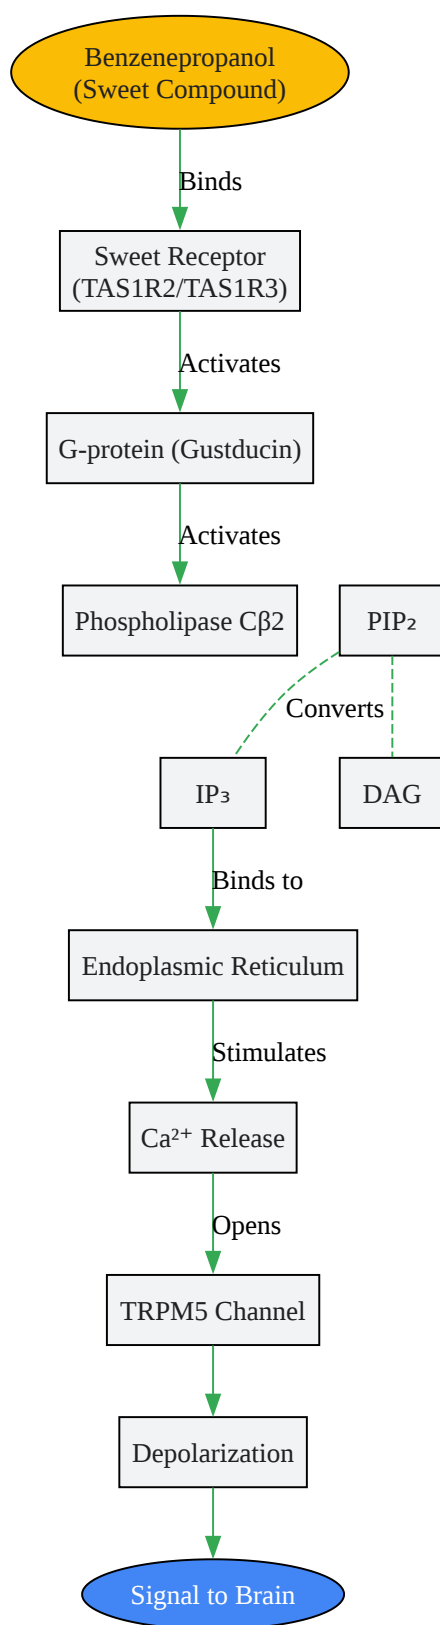 Benzenepropanol
(Sweet Compound)
Binds
Sweet Receptor
(TAS1R2/TAS1R3)
Activates
G-protein (Gustducin)
Activates
Phospholipase Cβ2
PIP₂
Converts
IP₃
DAG
Binds to
Endoplasmic Reticulum
Stimulates
Ca²⁺ Release
Opens
TRPM5 Channel
Depolarization
Signal to Brain